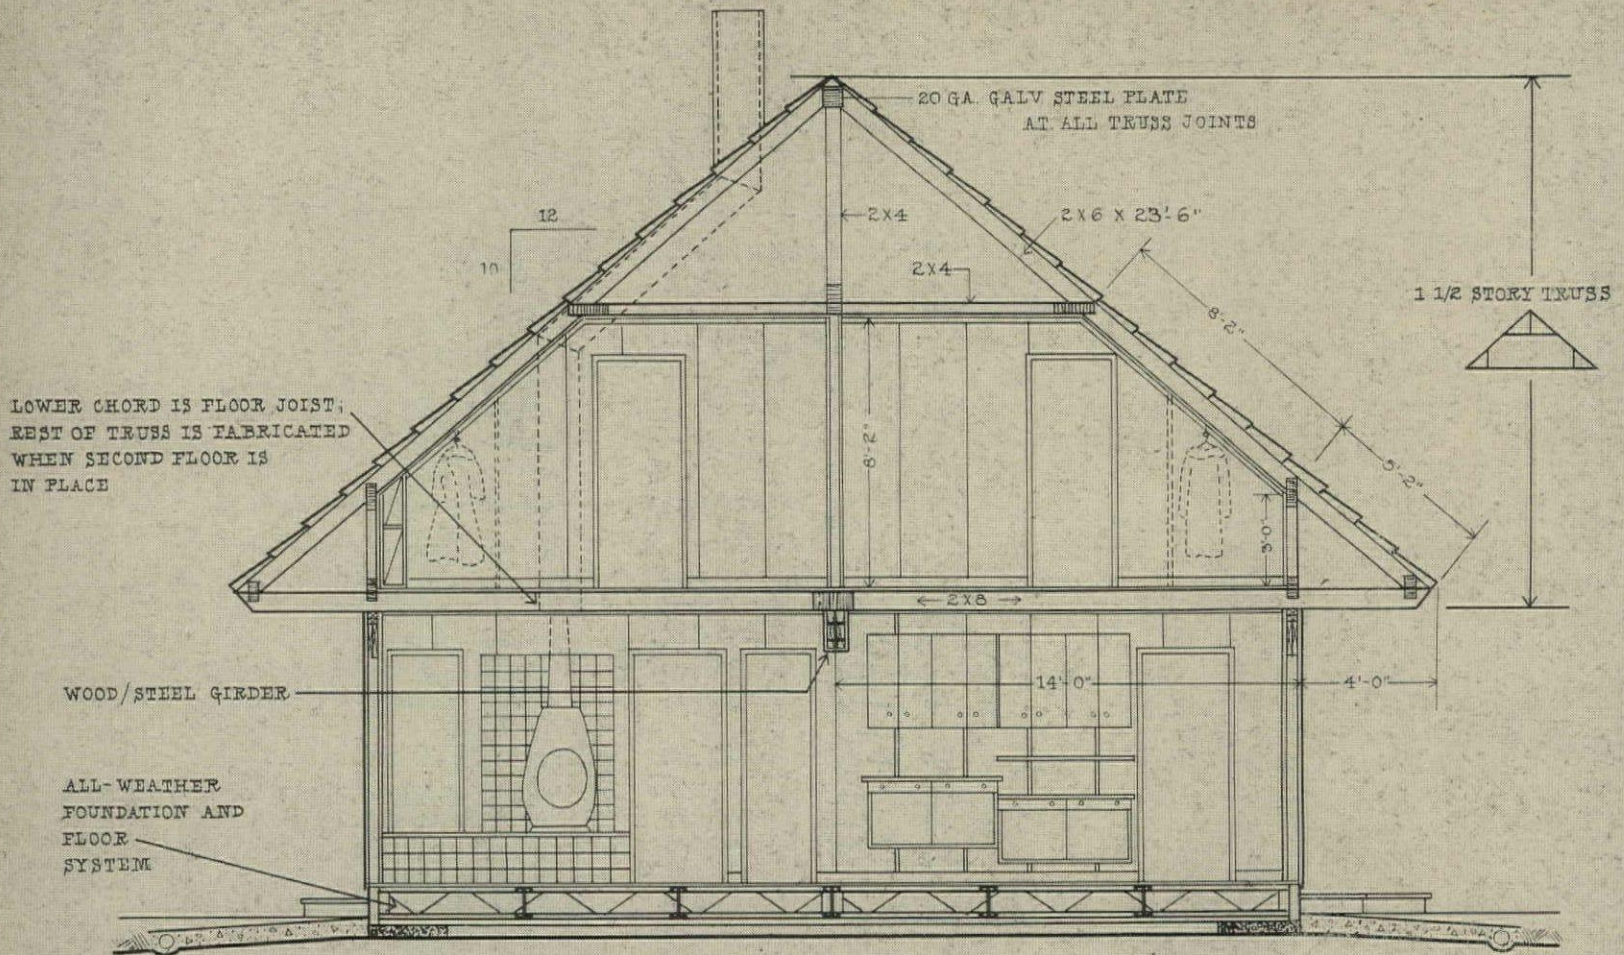 20 GA. GALV STEEL PLATE
AT ALL TRUSS JOINTS
12
10
2X4
2X6 X 23'-6"
2X4
8'-2"
1 1/2 STORY TRUSS
LOWER CHORD IS FLOOR JOIST;
REST OF TRUSS IS FABRICATED
WHEN SECOND FLOOR IS
IN PLACE
8'-2"
5'-2"
3'-0"
2X8
WOOD/STEEL GIRDER
14'-0"
4'-0"
ALL-WEATHER
FOUNDATION AND
FLOOR
SYSTEM